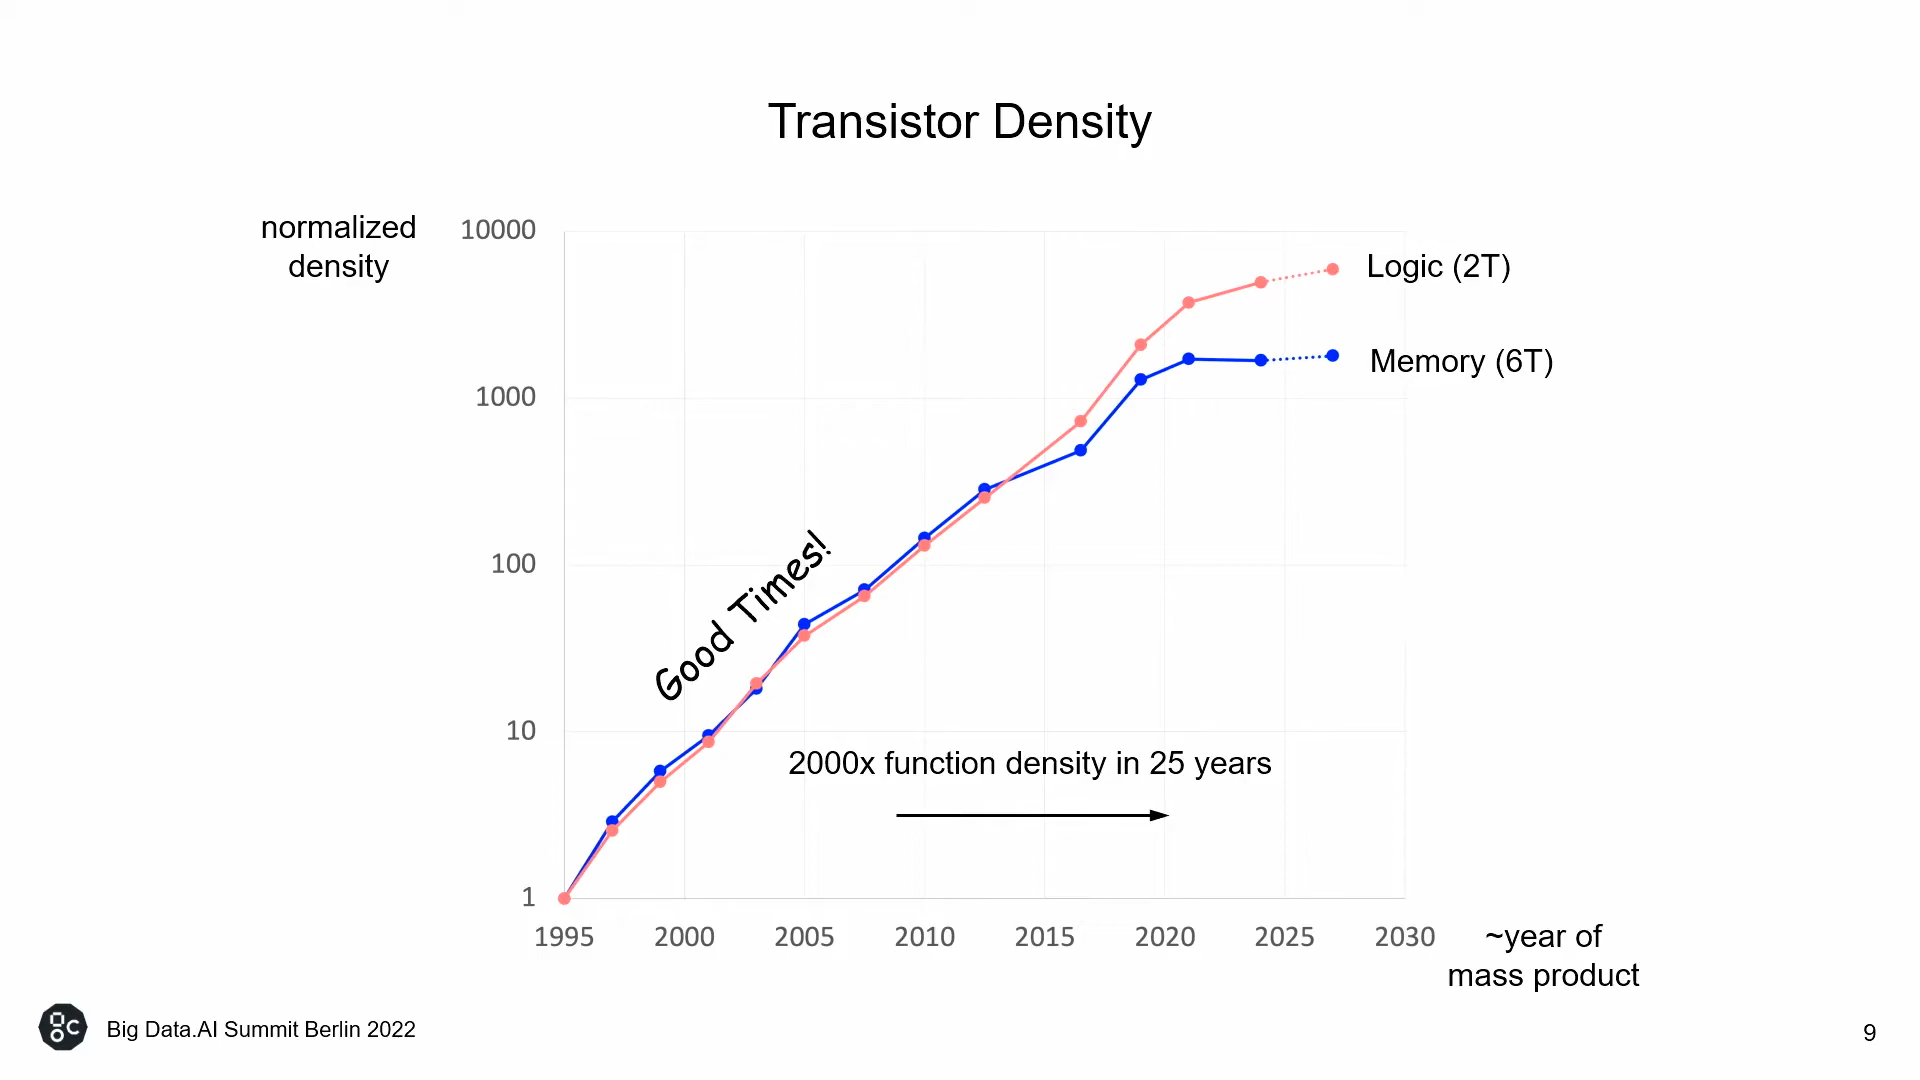 Transistor Density
normalized
density
10000
1000
100
10
1
Logic (2T)
Memory (6T)
Good Times!
2000x function density in 25 years
1995 2000 2005 2010 2015 2020 2025 2030
~year of
mass product
gc
Big Data.AI Summit Berlin 2022
9